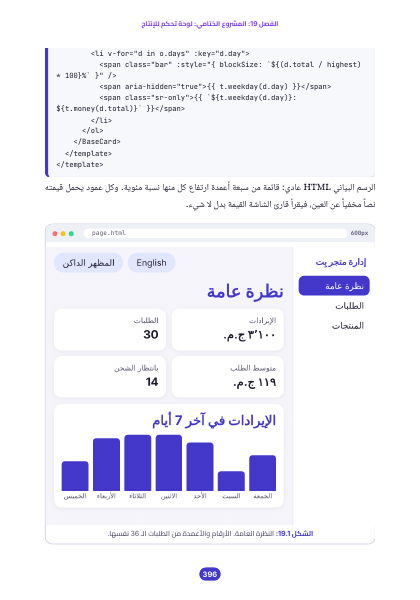 الفصل 19: المشروع الختامي: لوحة تحكم للإنتاج
<li v-for="d in o.days" :key="d.day">
<span class="bar" :style="{ blockSize: `${(d.total / highest)
* 100}%` }" />
<span aria-hidden="true">{{ t.weekday(d.day) }}</span>
<span class="sr-only">{{ `${t.weekday(d.day)}:
${t.money(d.total)}` }}</span>
</li>
</ol>
</BaseCard>
</template>
</template>
الرسم البياني HTML عادي: قائمة من سبعة أعمدة ارتفاع كل منها نسبة مئوية. وكل عمود يحمل قيمته
نصاً مخفياً عن العين، فيقرأ قارئ الشاشة القيمة بدل لا شيء.
page.html
600px
إدارة متجر بِت
نظرة عامة
الطلبات
المنتجات
English
المظهر الداكن
نظرة عامة
الإيرادات
٣٬١٠٠ ج.م.
الطلبات
30
متوسط الطلب
١١٩ ج.م.
بانتظار الشحن
14
الإيرادات في آخر 7 أيام
الجمعة السبت الأحد الاثنين الثلاثاء الأربعاء الخميس
الشكل 19.1: النظرة العامة. الأرقام والأعمدة من الطلبات الـ 36 نفسها.
396